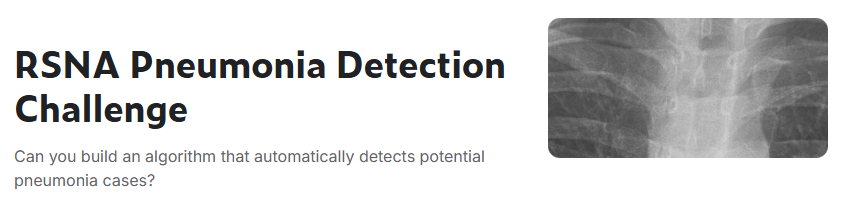 RSNA Pneumonia Detection
Challenge
Can you build an algorithm that automatically detects potential
pneumonia cases?